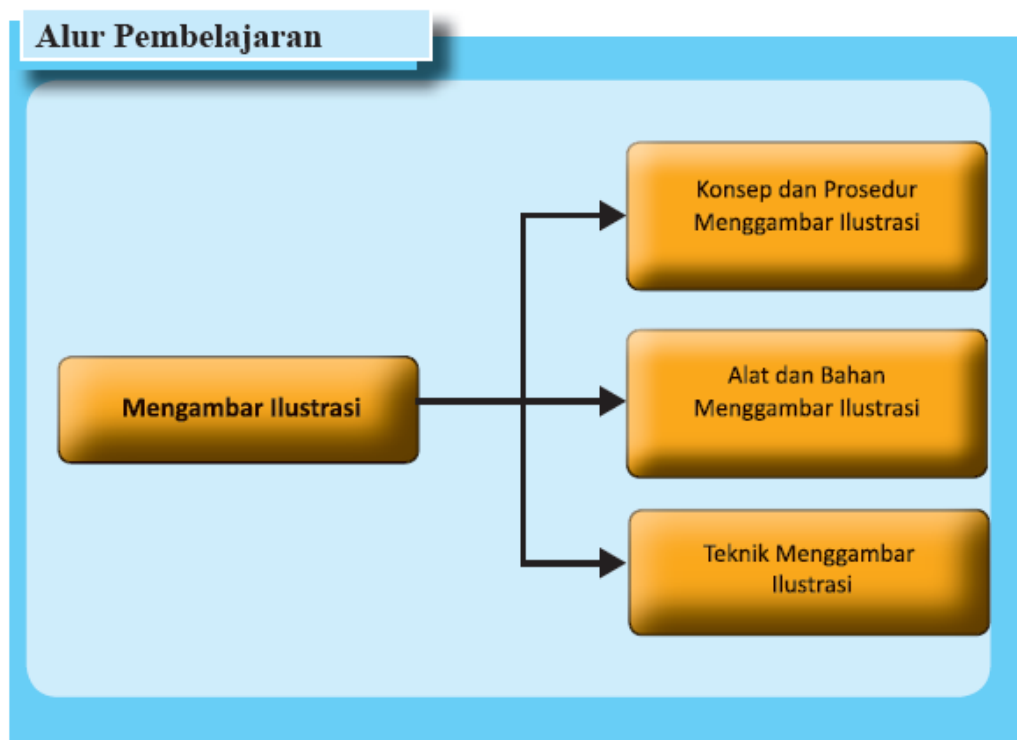 Alur Pembelajaran
Konsep dan Prosedur
Menggambar Ilustrasi
Mengambar Ilustrasi
Alat dan Bahan
Menggambar Ilustrasi
Teknik Menggambar
Ilustrasi